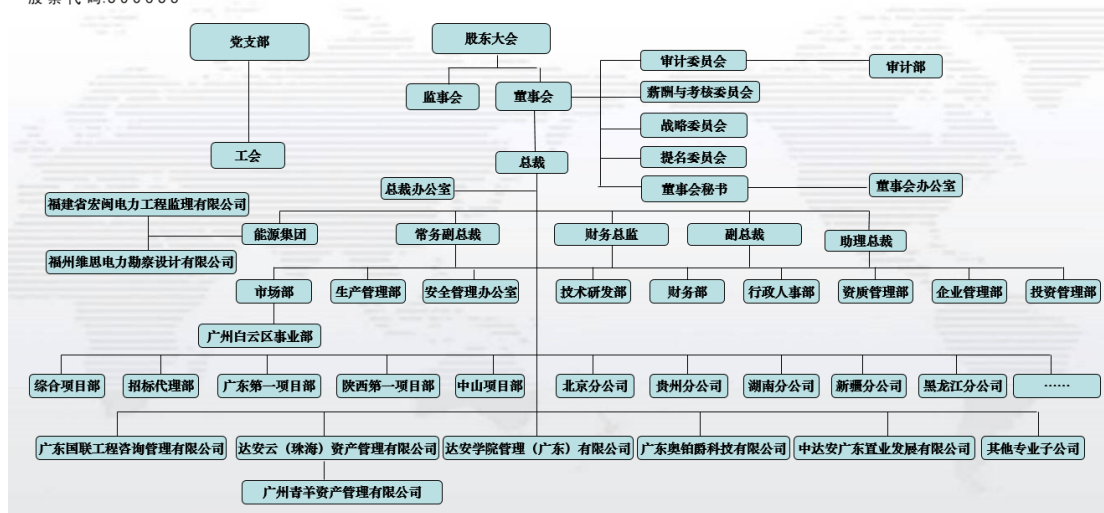 党支部
股东大会
审计委员会
审计部
监事会
董事会
薪酬与考核委员会
战略委员会
工会
总裁
提名委员会
总裁办公室
董事会秘书
董事会办公室
福建省宏闽电力工程监理有限公司
能源集团
常务副总裁
财务总监
副总裁
助理总裁
福州维思电力勘察设计有限公司
市场部
生产管理部
安全管理办公室
技术研发部
财务部
行政人事部
资质管理部
企业管理部
投资管理部
广州白云区事业部
综合项目部
招标代理部
广东第一项目部
陕西第一项目部
中山项目部
北京分公司
贵州分公司
湖南分公司
新疆分公司
黑龙江分公司
……
广东国联工程咨询管理有限公司
达安云（珠海）资产管理有限公司
达安学院管理（广东）有限公司
广东奥铂爵科技有限公司
中达安广东置业发展有限公司
其他专业子公司
广州青羊资产管理有限公司